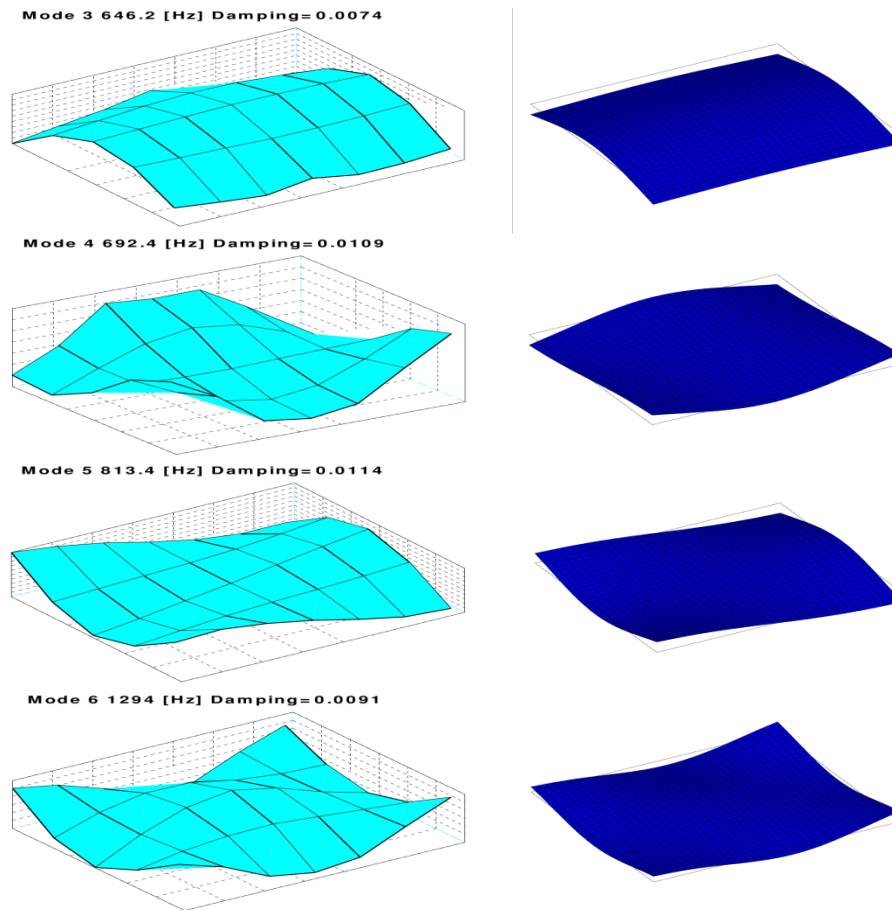 Mode 3 646.2 [Hz] Damping=0.0074
Mode 4 692.4 [Hz] Damping=0.0109
Mode 5 813.4 [Hz] Damping=0.0114
Mode 6 1294 [Hz] Damping=0.0091